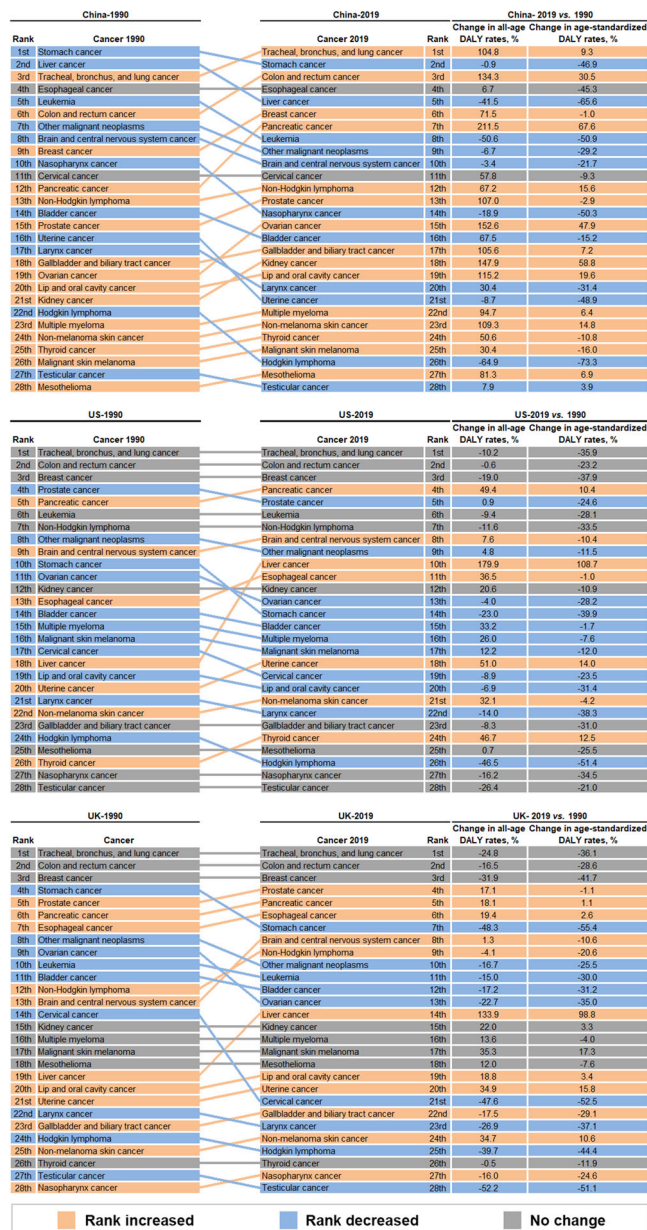 China-1990 China-2019 China- 2019 vs. 1990
Rank Cancer 1990 Cancer 2019 Rank Change in all-age DALY rates, % Change in age-standardized DALY rates, %
1st Stomach cancer Tracheal, bronchus, and lung cancer 1st 104.8 9.3
2nd Liver cancer Stomach cancer 2nd -0.9 -46.9
3rd Tracheal, bronchus, and lung cancer Colon and rectum cancer 3rd 134.3 30.5
4th Esophageal cancer Esophageal cancer 4th 6.7 -45.3
5th Leukemia Liver cancer 5th -41.5 -65.6
6th Colon and rectum cancer Breast cancer 6th 71.5 -1.0
7th Other malignant neoplasms Pancreatic cancer 7th 211.5 67.6
8th Brain and central nervous system cancer Leukemia 8th -50.6 -50.9
9th Breast cancer Other malignant neoplasms 9th -6.7 -29.2
10th Nasopharynx cancer Brain and central nervous system cancer 10th -3.4 -21.7
11th Cervical cancer Cervical cancer 11th 57.8 -9.3
12th Pancreatic cancer Non-Hodgkin lymphoma 12th 67.2 15.6
13th Non-Hodgkin lymphoma Prostate cancer 13th 107.0 -2.9
14th Bladder cancer Nasopharyng cancer 14th -18.9 -50.3
15th Prostate cancer Ovarian cancer 15th 152.6 47.9
16th Uterine cancer Bladder cancer 16th 67.5 -15.2
17th Larynx cancer Gallbladder and biliary tract cancer 17th 105.6 7.2
18th Gallbladder and biliary tract cancer Kidney cancer 18th 147.9 58.8
19th Ovarian cancer Lip and oral cavity cancer 19th 115.2 19.6
20th Lip and oral cavity cancer Larynx cancer 20th 30.4 -31.4
21st Kidney cancer Uterine cancer 21st -8.7 -48.9
22nd Hodgkin lymphoma Multiple myeloma 22nd 94.7 6.4
23rd Multiple myeloma Non-melanoma skin cancer 23rd 109.3 14.8
24th Non-melanoma skin cancer Thyroid cancer 24th 50.6 -10.8
25th Thyroid cancer Malignant skin melanoma 25th 30.4 -16.0
26th Malignant skin melanoma Hodgkin lymphoma 26th -64.9 -73.3
27th Testicular cancer Mesothelioma 27th 81.3 6.9
28th Mesothelioma Testicular cancer 28th 7.9 3.9
US-1990 US-2019 US-2019 vs. 1990
Rank Cancer 1990 Cancer 2019 Rank Change in all-age DALY rates, % Change in age-standardized DALY rates, %
1st Tracheal, bronchus, and lung cancer Tracheal, bronchus, and lung cancer 1st -10.2 -35.9
2nd Colon and rectum cancer Colon and rectum cancer 2nd -0.6 -23.2
3rd Breast cancer Breast cancer 3rd -19.0 -37.9
4th Prostate cancer Pancreatic cancer 4th 49.4 10.4
5th Pancreatic cancer Prostate cancer 5th 0.9 -24.6
6th Leukemia Leukemia 6th -9.4 -28.1
7th Non-Hodgkin lymphoma Non-Hodgkin lymphoma 7th -11.6 -33.5
8th Other malignant neoplasms Brain and central nervous system cancer 8th 7.6 -10.4
9th Brain and central nervous system cancer Other malignant neoplasms 9th 4.8 -11.5
10th Stomach cancer Liver cancer 10th 179.9 108.7
11th Ovarian cancer Esophageal cancer 11th 36.5 -1.0
12th Kidney cancer Kidney cancer 12th 20.6 -10.9
13th Esophageal cancer Ovarian cancer 13th -4.0 -28.2
14th Bladder cancer Stomach cancer 14th -23.0 -39.9
15th Multiple myeloma Bladder cancer 15th 33.2 -1.7
16th Malignant skin melanoma Multiple myeloma 16th 26.0 -7.6
17th Cervical cancer Malignant skin melanoma 17th 12.2 -12.0
18th Liver cancer Uterine cancer 18th 51.0 14.0
19th Lip and oral cavity cancer Cervical cancer 19th -8.9 -23.5
20th Uterine cancer Lip and oral cavity cancer 20th -6.9 -31.4
21st Larynx cancer Non-melanoma skin cancer 21st 32.1 -4.2
22nd Non-melanoma skin cancer Larynx cancer 22nd -14.0 -38.3
23rd Gallbladder and biliary tract cancer Gallbladder and biliary tract cancer 23rd -8.3 -31.0
24th Hodgkin lymphoma Thyroid cancer 24th 46.7 12.5
25th Mesothelioma Mesothelioma 25th 0.7 -25.5
26th Thyroid cancer Hodgkin lymphoma 26th -46.5 -51.4
27th Nasopharynx cancer Nasopharynx cancer 27th -16.2 -34.5
28th Testicular cancer Testicular cancer 28th -26.4 -21.0
UK-1990 UK-2019 UK- 2019 vs. 1990
Rank Cancer Cancer 2019 Rank Change in all-age DALY rates, % Change in age-standardized DALY rates, %
1st Tracheal, bronchus, and lung cancer Tracheal, bronchus, and lung cancer 1st -24.8 -36.1
2nd Colon and rectum cancer Colon and rectum cancer 2nd -16.5 -28.6
3rd Breast cancer Breast cancer 3rd -31.9 -41.7
4th Stomach cancer Prostate cancer 4th 17.1 -1.1
5th Prostate cancer Pancreatic cancer 5th 18.1 1.1
6th Pancreatic cancer Esophageal cancer 6th 19.4 2.6
7th Esophageal cancer Stomach cancer 7th -48.3 -55.4
8th Other malignant neoplasms Brain and central nervous system cancer 8th 1.3 -10.6
9th Ovarian cancer Non-Hodgkin lymphoma 9th -4.1 -20.6
10th Leukemia Other malignant neoplasms 10th -16.7 -25.5
11th Bladder cancer Leukemia 11th -15.0 -30.0
12th Non-Hodgkin lymphoma Bladder cancer 12th -17.2 -31.2
13th Brain and central nervous system cancer Ovarian cancer 13th -22.7 -35.0
14th Cervical cancer Liver cancer 14th 133.9 98.8
15th Kidney cancer Kidney cancer 15th 22.0 3.3
16th Multiple myeloma Multiple myeloma 16th 13.6 -4.0
17th Malignant skin melanoma Malignant skin melanoma 17th 35.3 17.3
18th Mesothelioma Mesothelioma 18th 12.0 -7.6
19th Liver cancer Lip and oral cavity cancer 19th 18.8 3.4
20th Lip and oral cavity cancer Uterine cancer 20th 34.9 15.8
21st Uterine cancer Cervical cancer 21st -47.6 -52.5
22nd Larynx cancer Gallbladder and biliary tract cancer 22nd -17.5 -29.1
23rd Gallbladder and biliary tract cancer Larynx cancer 23rd -26.9 -37.1
24th Hodgkin lymphoma Non-melanoma skin cancer 24th 34.7 10.6
25th Non-melanoma skin cancer Hodgkin lymphoma 25th -39.7 -44.4
26th Thyroid cancer Thyroid cancer 26th -0.5 -11.9
27th Testicular cancer Nasopharynx cancer 27th -16.0 -24.6
28th Nasopharynx cancer Testicular cancer 28th -52.2 -51.1
Rank increased Rank decreased No change